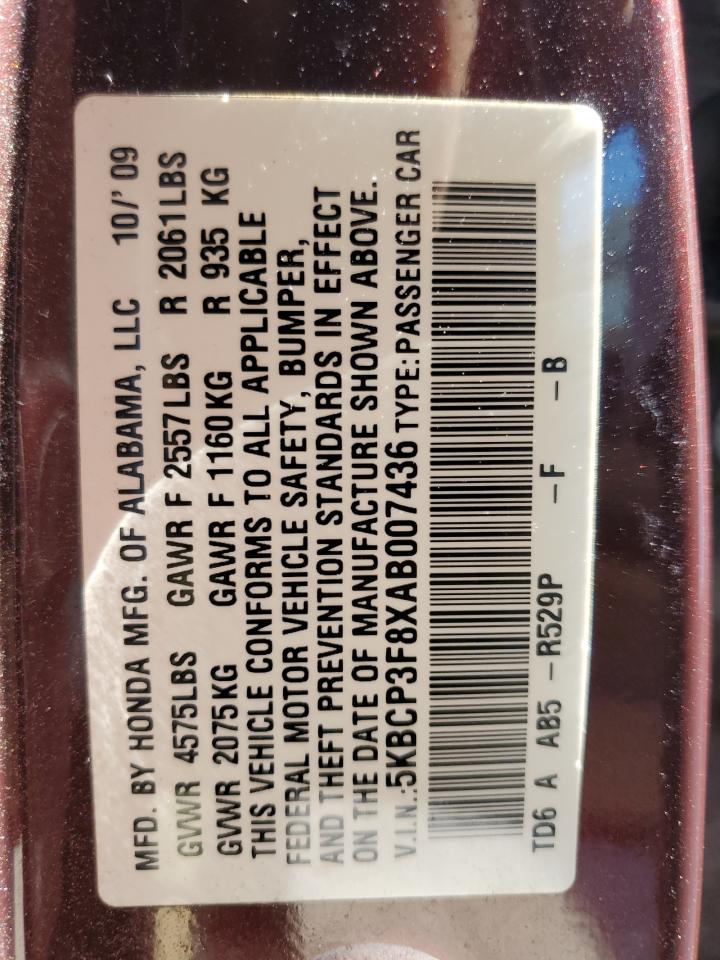 MFD. BY HONDA MFG. OF ALABAMA, LLC 10/'09
GVWR 4575LBS GAWR F 2557LBS R 2061LBS
GVWR 2075KG GAWR F 1160KG R 935 KG
THIS VEHICLE CONFORMS TO ALL APPLICABLE
FEDERAL MOTOR VEHICLE SAFETY, BUMPER,
AND THEFT PREVENTION STANDARDS IN EFFECT
ON THE DATE OF MANUFACTURE SHOWN ABOVE.
V.I.N.:5KBCP3F8XAB007436 TYPE:PASSENGER CAR
TD6 A AB5 -R529P -F -B